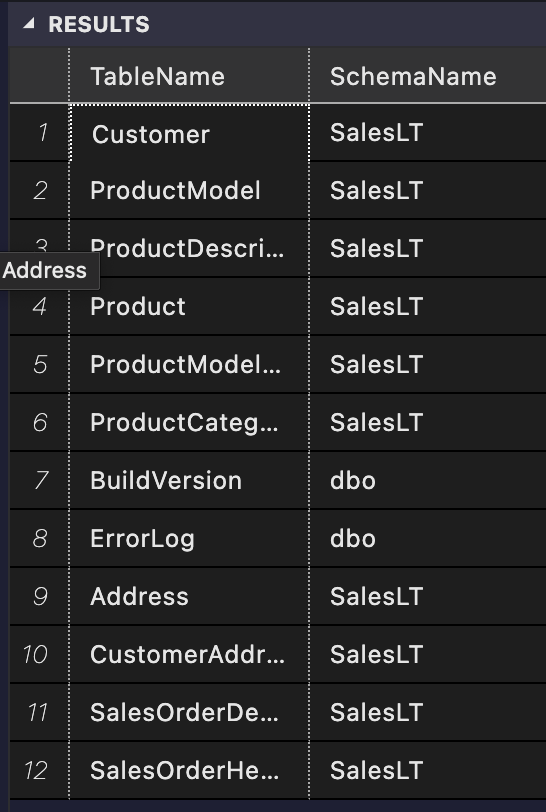 RESULTS
TableName SchemaName
1 Customer SalesLT
2 ProductModel SalesLT
3 ProductDescri... SalesLT
Address
4 Product SalesLT
5 ProductModel... SalesLT
6 ProductCateg... SalesLT
7 BuildVersion dbo
8 ErrorLog dbo
9 Address SalesLT
10 CustomerAddr... SalesLT
11 SalesOrderDe... SalesLT
12 SalesOrderHe... SalesLT